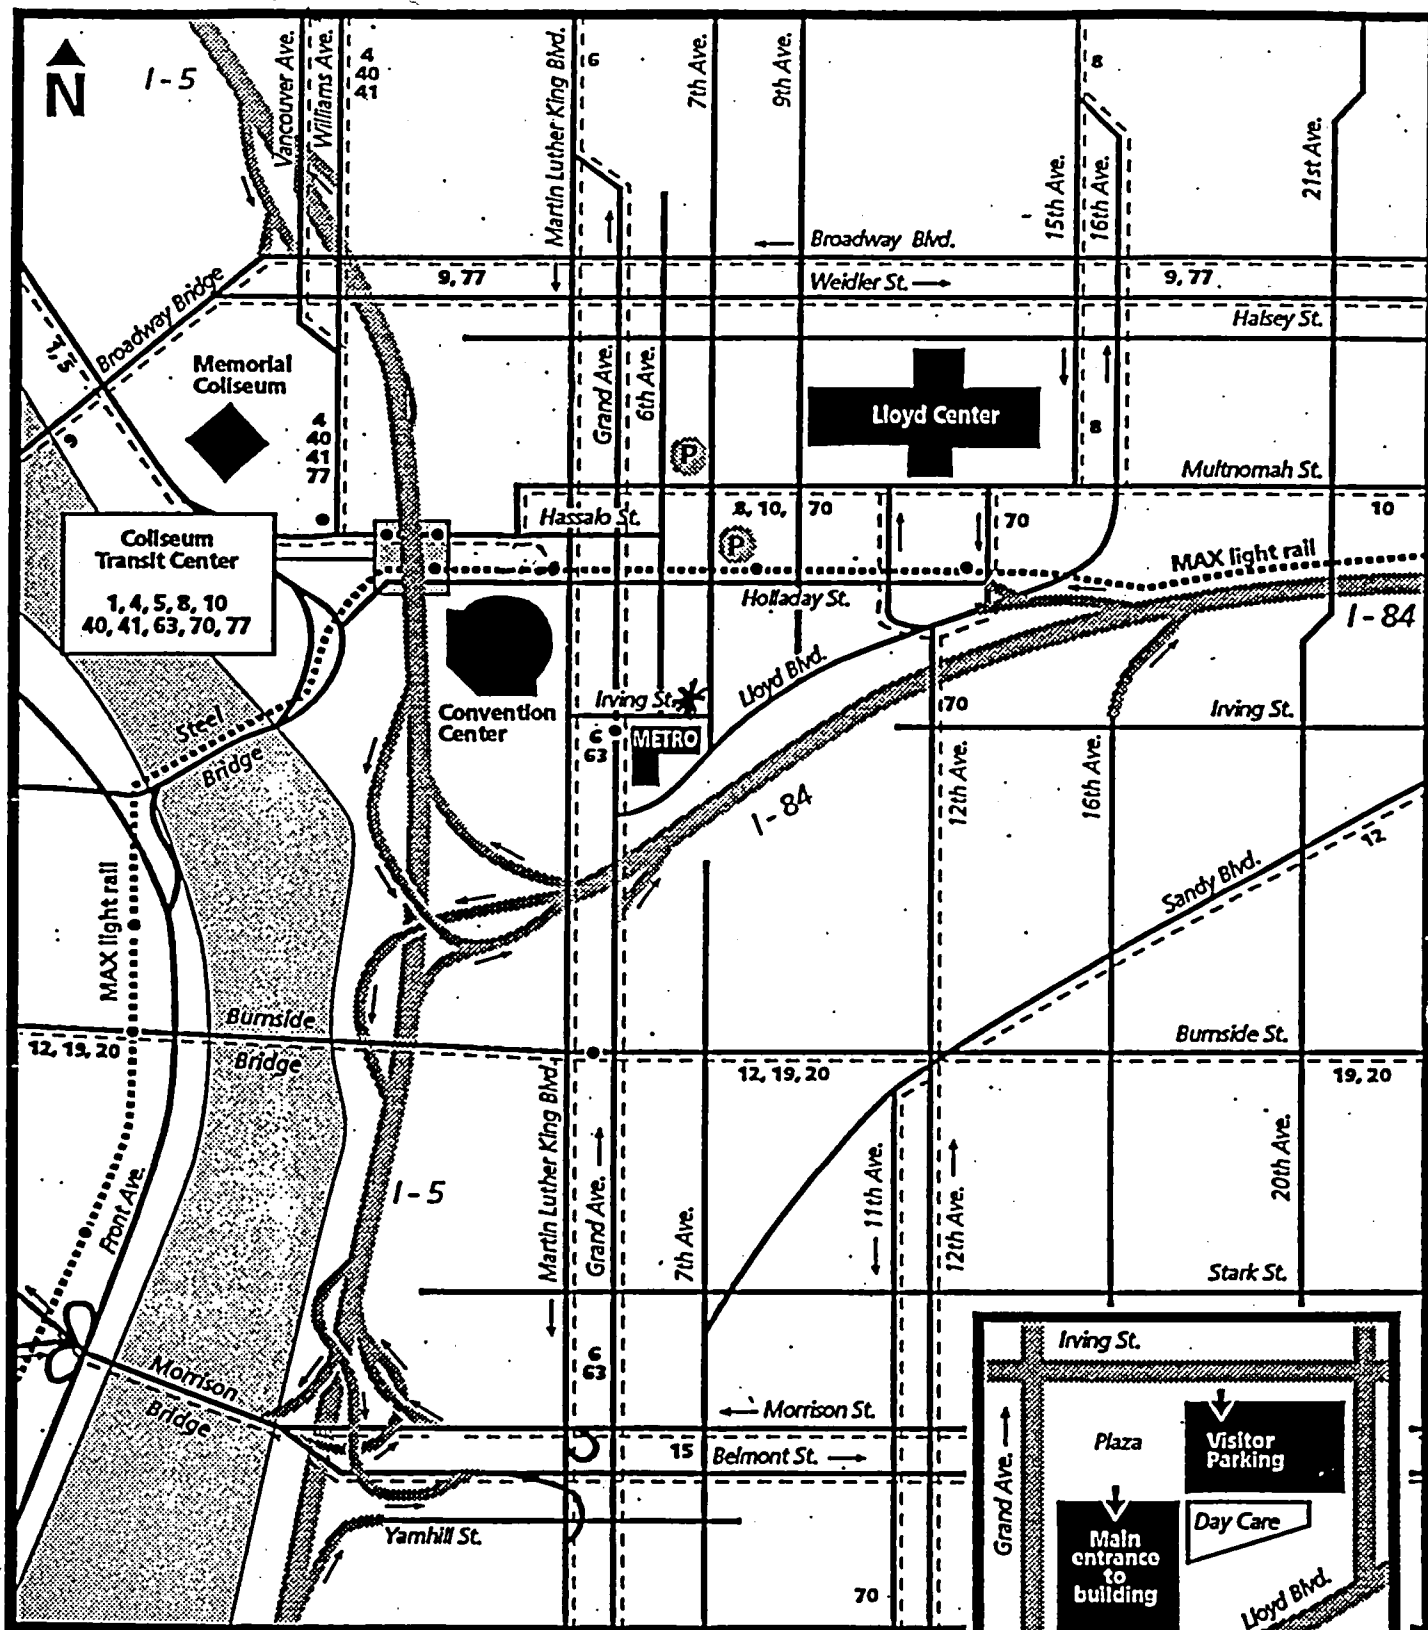 N
I-5
Vancouver Ave.
Williams Ave.
4
40
41
Martin Luther King Blvd.
6
7th Ave.
9th Ave.
8
15th Ave.
16th Ave.
21st Ave.
Broadway Blvd.
9, 77
Weidler St.
9, 77
Halsey St.
Broadway Bridge
1, 5
9
Memorial
Coliseum
4
40
41
77
Grand Ave.
6th Ave.
P
Lloyd Center
8
Multnomah St.
Hassalo St.
8, 10, 70
70
10
P
Coliseum
Transit Center
1, 4, 5, 8, 10
40, 41, 63, 70, 77
MAX light rail
Holladay St.
I-84
Lloyd Blvd.
Convention
Center
Irving St.
METRO
6
63
70
Irving St.
Steel
Bridge
12th Ave.
16th Ave.
I-84
12
Sandy Blvd.
MAX light rail
Burnside
Bridge
12, 19, 20
12, 19, 20
Burnside St.
19, 20
Martin Luther King Blvd.
Grand Ave.
7th Ave.
11th Ave.
12th Ave.
20th Ave.
I-5
Front Ave.
Stark St.
6
63
Morrison
Bridge
Morrison St.
15
Belmont St.
Yamhill St.
70
Irving St.
Grand Ave.
Plaza
Visitor
Parking
Day Care
Main
entrance
to
building
Lloyd Blvd.